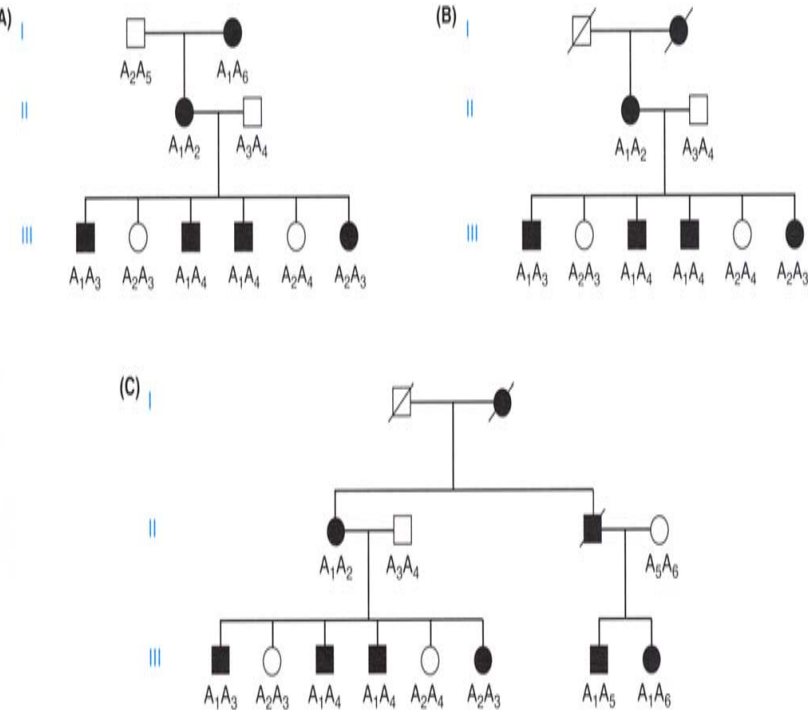 A)
I
A₂A₅ A₁A₆
II
A₁A₂ A₃A₄
III
A₁A₃ A₂A₃ A₁A₄ A₁A₄ A₂A₄ A₂A₃
(B)
I
II
A₁A₂ A₃A₄
III
A₁A₃ A₂A₃ A₁A₄ A₁A₄ A₂A₄ A₂A₃
(C)
I
II
A₁A₂ A₃A₄ A₅A₆
III
A₁A₃ A₂A₃ A₁A₄ A₁A₄ A₂A₄ A₂A₃ A₁A₅ A₁A₆